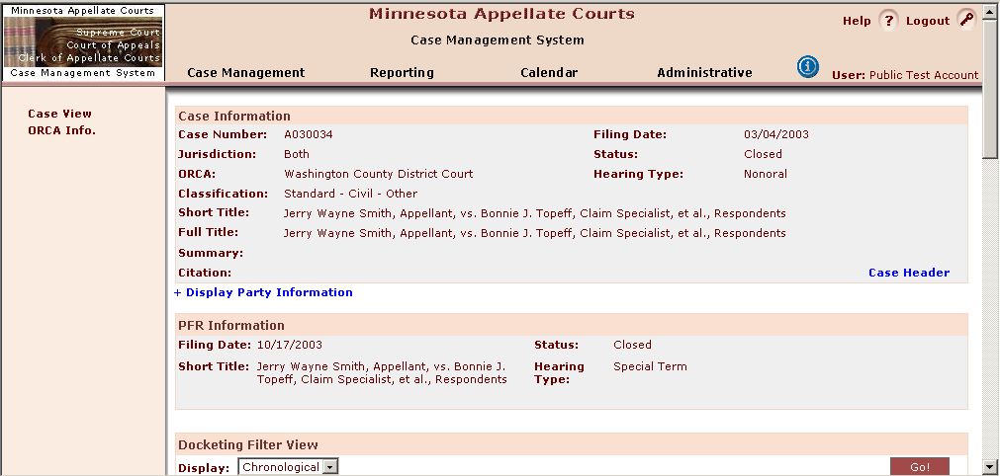 Minnesota Appellate Courts
Supreme Court
Court of Appeals
Clerk of Appellate Courts
Case Management System
Minnesota Appellate Courts
Case Management System
Help ? Logout
Case Management Reporting Calendar Administrative
User: Public Test Account
Case View
ORCA Info.
Case Information
Case Number: A030034 Filing Date: 03/04/2003
Jurisdiction: Both Status: Closed
ORCA: Washington County District Court Hearing Type: Nonoral
Classification: Standard - Civil - Other
Short Title: Jerry Wayne Smith, Appellant, vs. Bonnie J. Topeff, Claim Specialist, et al., Respondents
Full Title: Jerry Wayne Smith, Appellant, vs. Bonnie J. Topeff, Claim Specialist, et al., Respondents
Summary:
Citation: Case Header
+ Display Party Information
PFR Information
Filing Date: 10/17/2003 Status: Closed
Short Title: Jerry Wayne Smith, Appellant, vs. Bonnie J. Hearing Special Term
Topeff, Claim Specialist, et al., Respondents Type:
Docketing Filter View
Display: Chronological Go!